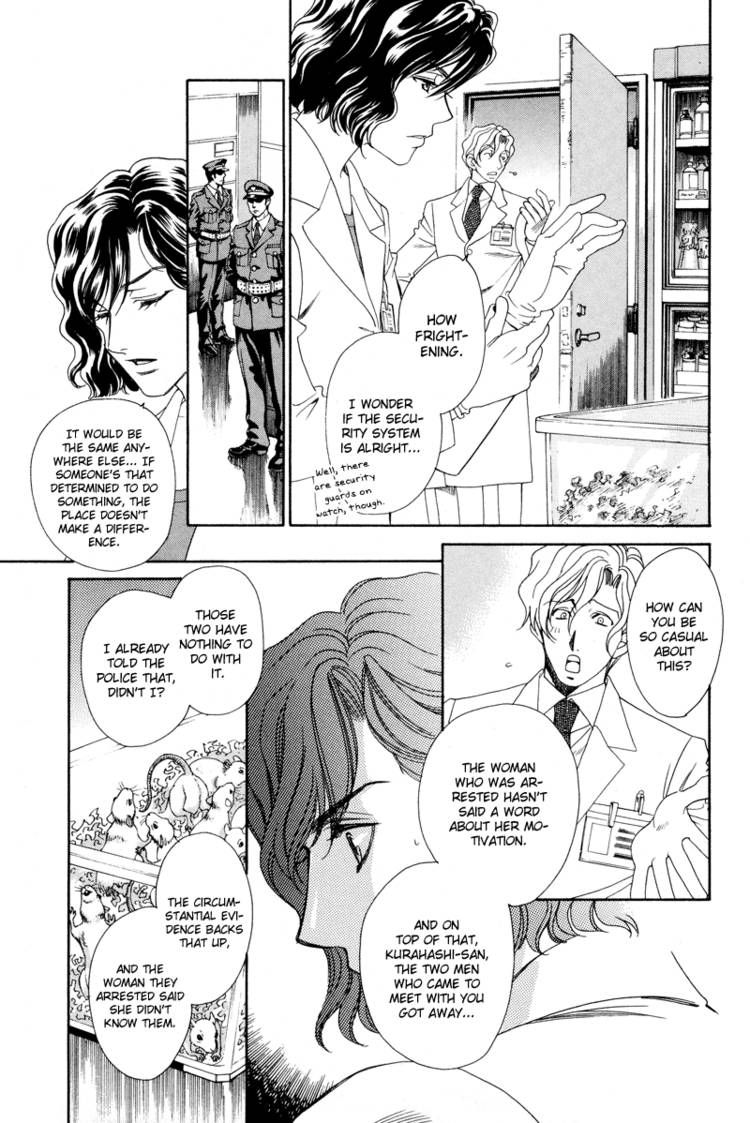 HOW
FRIGHT-
ENING.
I WONDER
IF THE SECU-
RITY SYSTEM
IS ALRIGHT...
Well, there
are security
guards on
watch, though.
IT WOULD BE
THE SAME ANY-
WHERE ELSE... IF
SOMEONE'S THAT
DETERMINED TO DO
SOMETHING, THE
PLACE DOESN'T
MAKE A DIFFER-
ENCE.
HOW CAN
YOU BE
SO CASUAL
ABOUT
THIS?
THE WOMAN
WHO WAS AR-
RESTED HASN'T
SAID A WORD
ABOUT HER MO-
TIVATION.
AND ON
TOP OF THAT,
KURAHASHI-SAN,
THE TWO MEN
WHO CAME TO
MEET WITH YOU
GOT AWAY...
THOSE
TWO HAVE
NOTHING TO
DO WITH
IT.
I ALREADY
TOLD THE
POLICE THAT,
DIDN'T I?
THE CIRCUM-
STANTIAL EVI-
DENCE BACKS
THAT UP,
AND THE
WOMAN THEY
ARRESTED SAID
SHE DIDN'T
KNOW THEM.